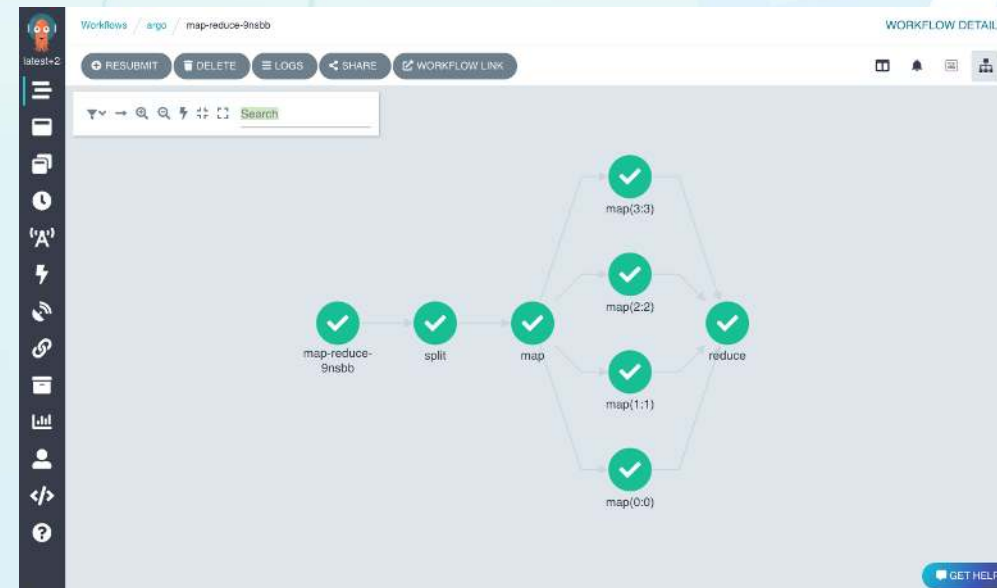 Workflows / argo / map-reduce-9nsbb
WORKFLOW DETAIL
latest+2
RESUBMIT DELETE LOGS SHARE WORKFLOW LINK
Search
map(3:3)
map(2:2)
map-reduce-
9nsbb
split
map
reduce
map(1:1)
map(0:0)
GET HELP